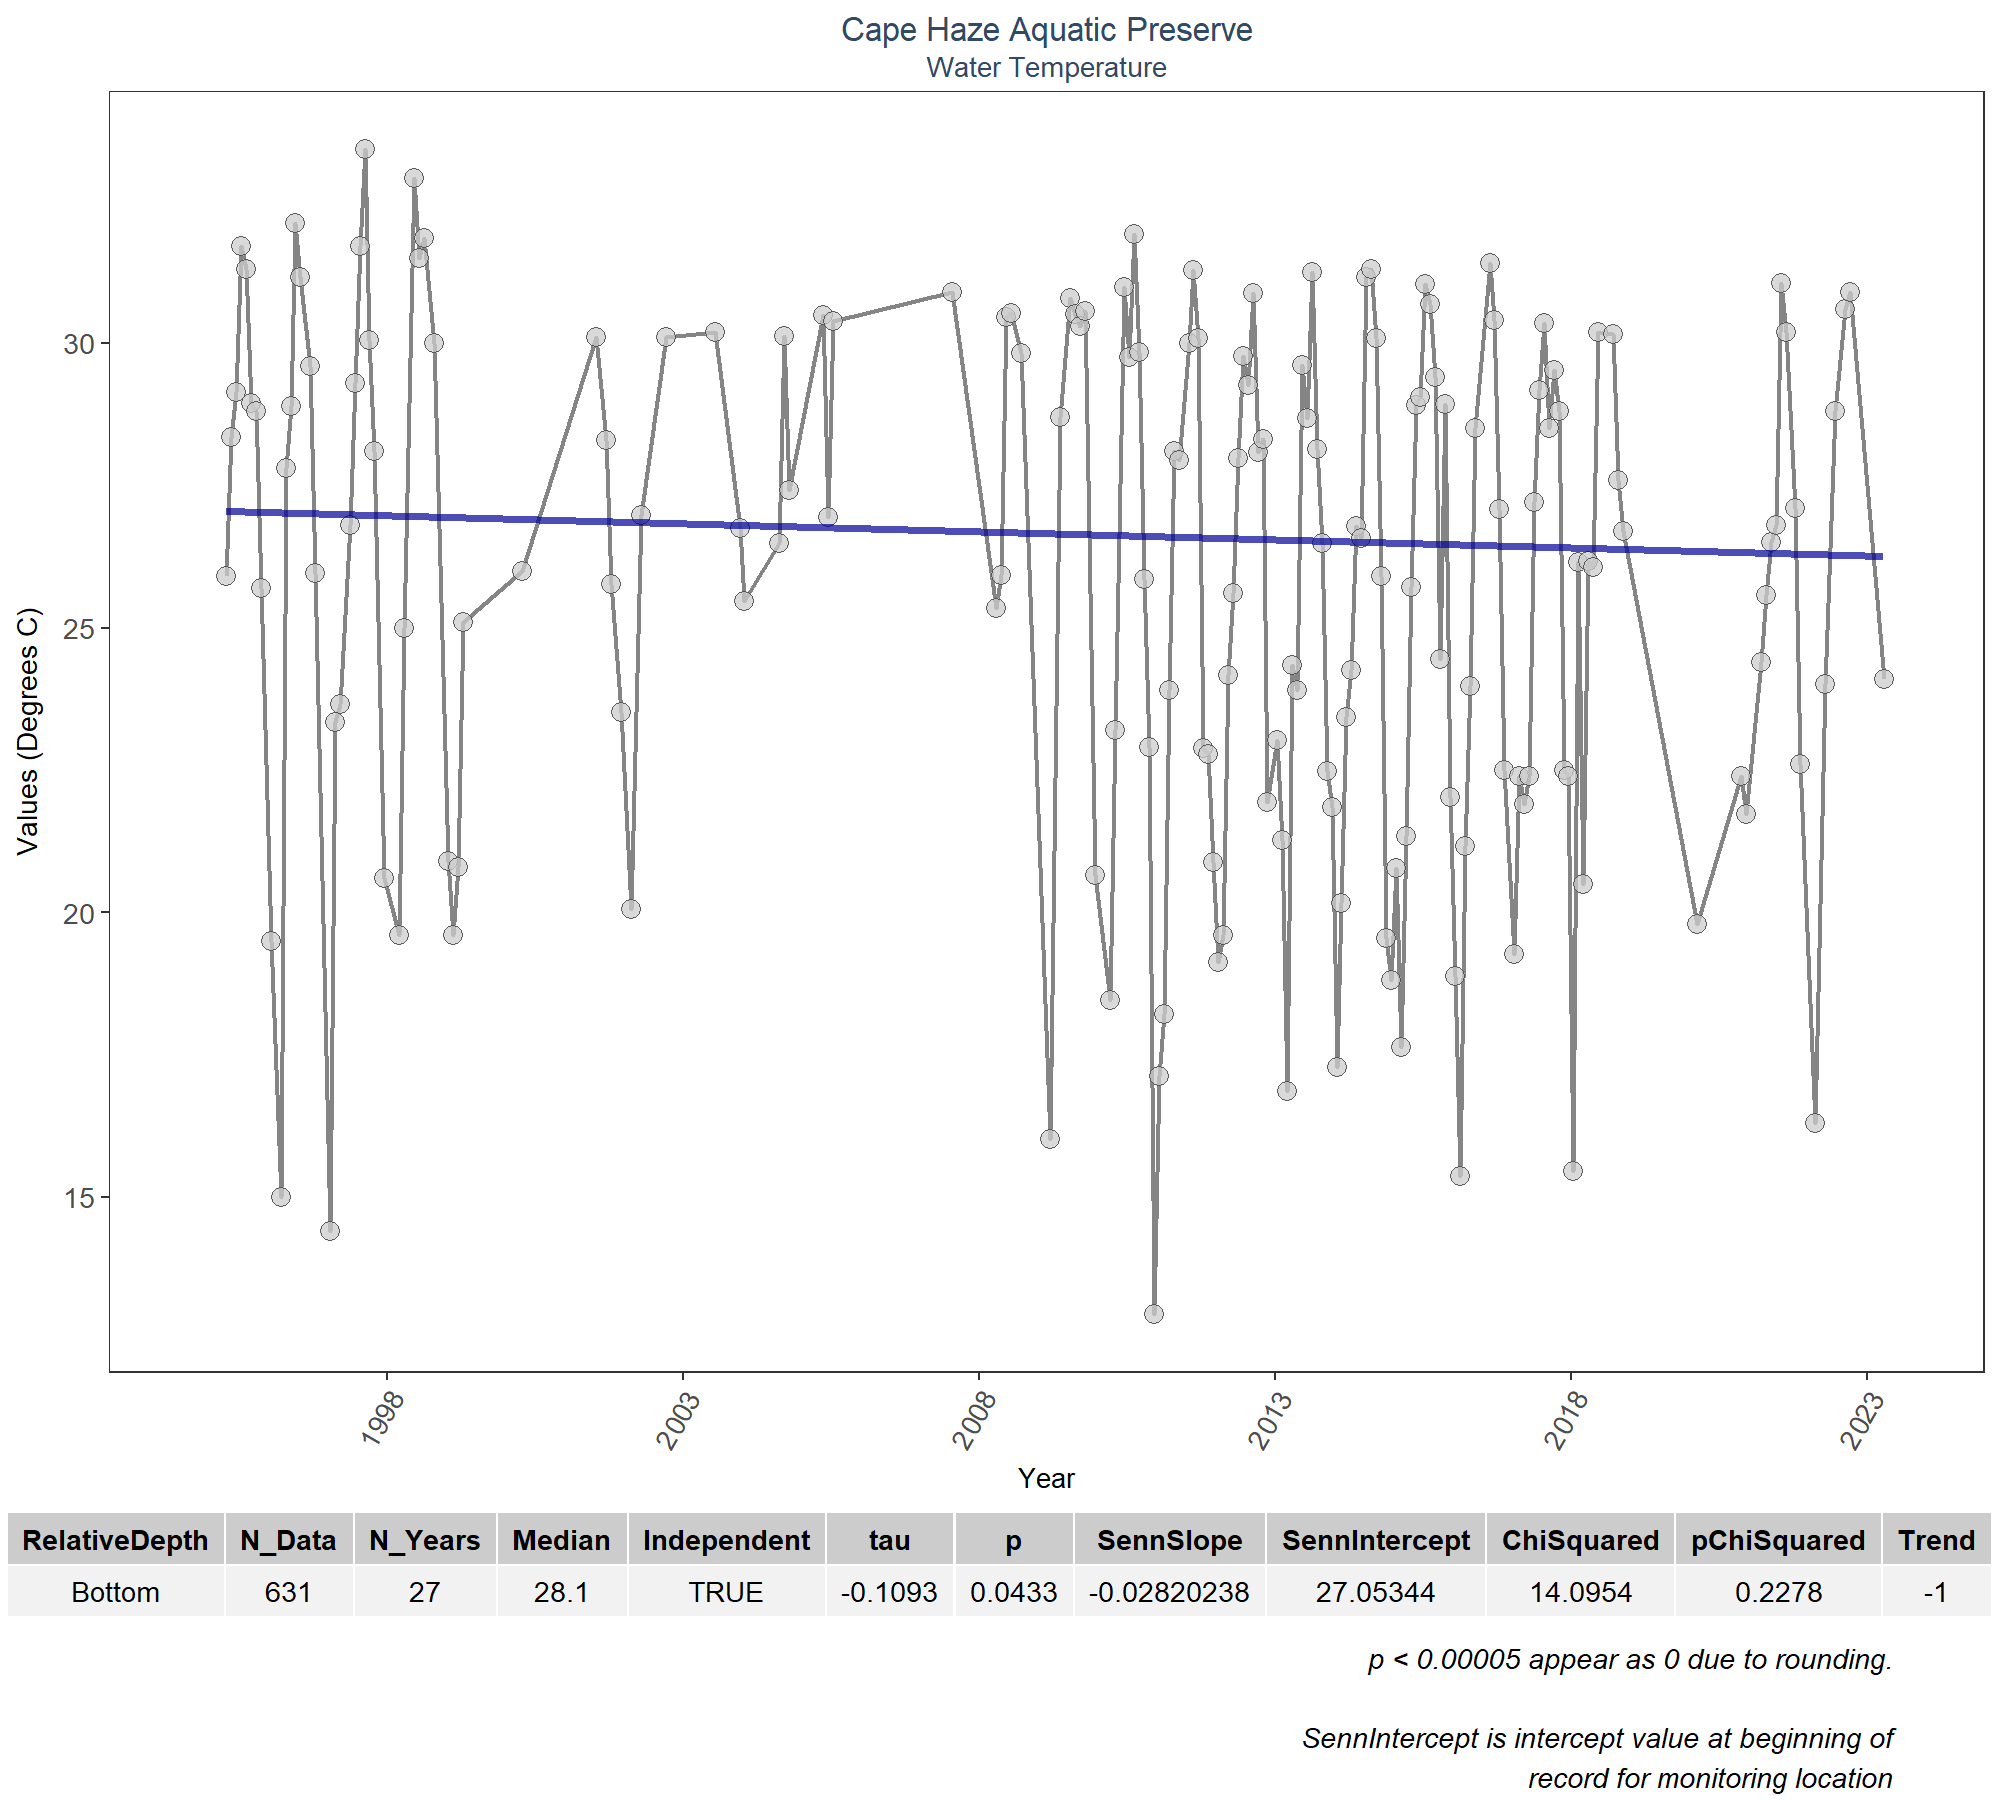 Cape Haze Aquatic Preserve
Water Temperature
Values (Degrees C)
30
25
20
15
1998 2003 2008 2013 2018 2023
Year
RelativeDepth N_Data N_Years Median Independent tau p SennSlope SennIntercept ChiSquared pChiSquared Trend
Bottom 631 27 28.1 TRUE -0.1093 0.0433 -0.02820238 27.05344 14.0954 0.2278 -1
p < 0.00005 appear as 0 due to rounding.
SennIntercept is intercept value at beginning of
record for monitoring location